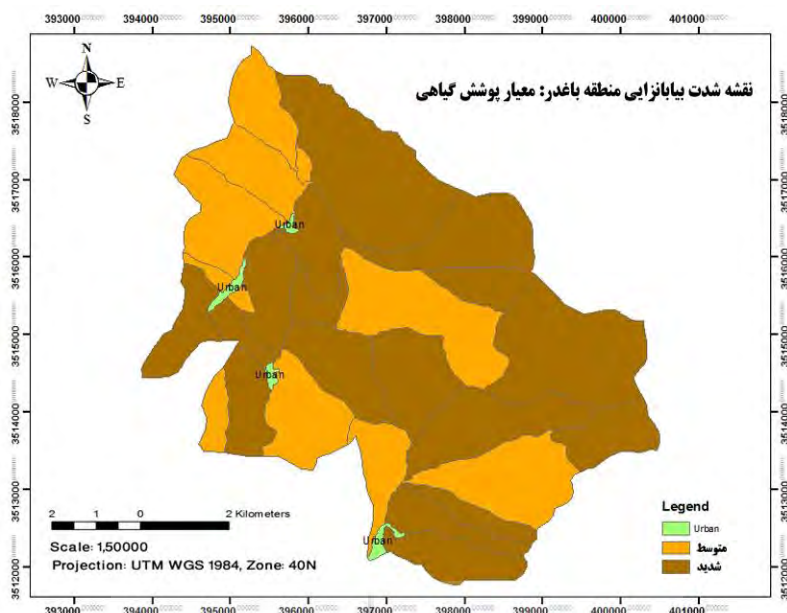 393000 394000 395000 396000 397000 398000 399000 400000 401000
N
W E
S
نقشه شدت بیابانزایی منطقه باغدر: معیار پوشش گیاهی
3518000 3518000
3517000 3517000
Urban
3516000 3516000
Urban
3515000 3515000
Urban
3514000 3514000
3513000 3513000
2 1 0 2 Kilometers
Scale: 1,50000
Projection: UTM WGS 1984, Zone: 40N
Urban
Legend
Urban
متوسط
شدید
3512000 3512000
393000 394000 395000 396000 397000 398000 399000 400000 401000